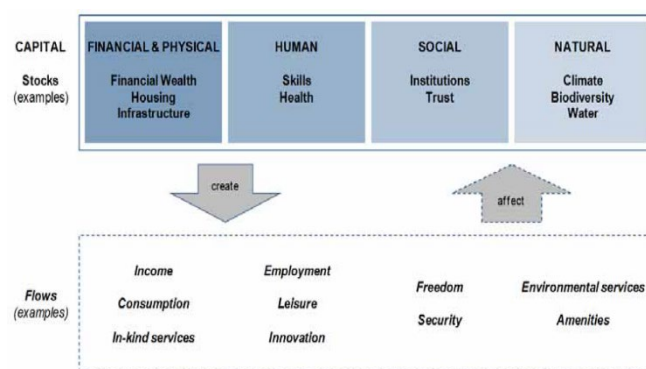 CAPITAL
FINANCIAL & PHYSICAL
HUMAN
SOCIAL
NATURAL
Stocks
(examples)
Financial Wealth
Housing
Infrastructure
Skills
Health
Institutions
Trust
Climate
Biodiversity
Water
create
affect
Flows
(examples)
Income
Consumption
In-kind services
Employment
Leisure
Innovation
Freedom
Security
Environmental services
Amenities